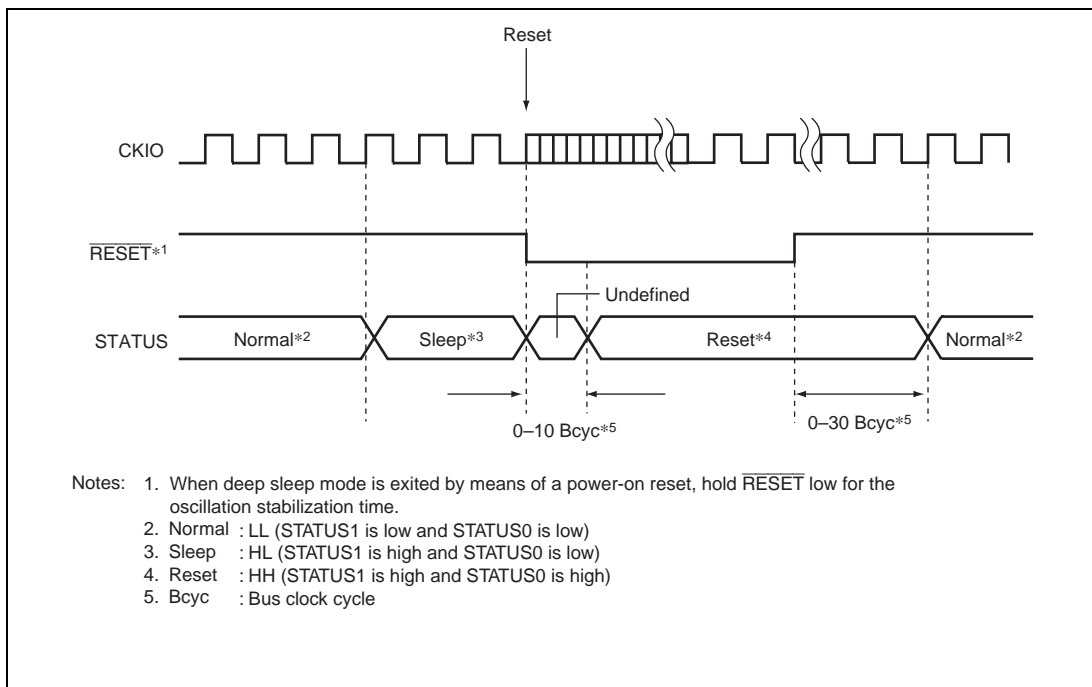 Reset
CKIO
RESET*1
Undefined
STATUS
Normal*2
Sleep*3
Reset*4
Normal*2
0–10 Bcyc*5
0–30 Bcyc*5
Notes: 1. When deep sleep mode is exited by means of a power-on reset, hold RESET low for the
oscillation stabilization time.
2. Normal : LL (STATUS1 is low and STATUS0 is low)
3. Sleep : HL (STATUS1 is high and STATUS0 is low)
4. Reset : HH (STATUS1 is high and STATUS0 is high)
5. Bcyc : Bus clock cycle